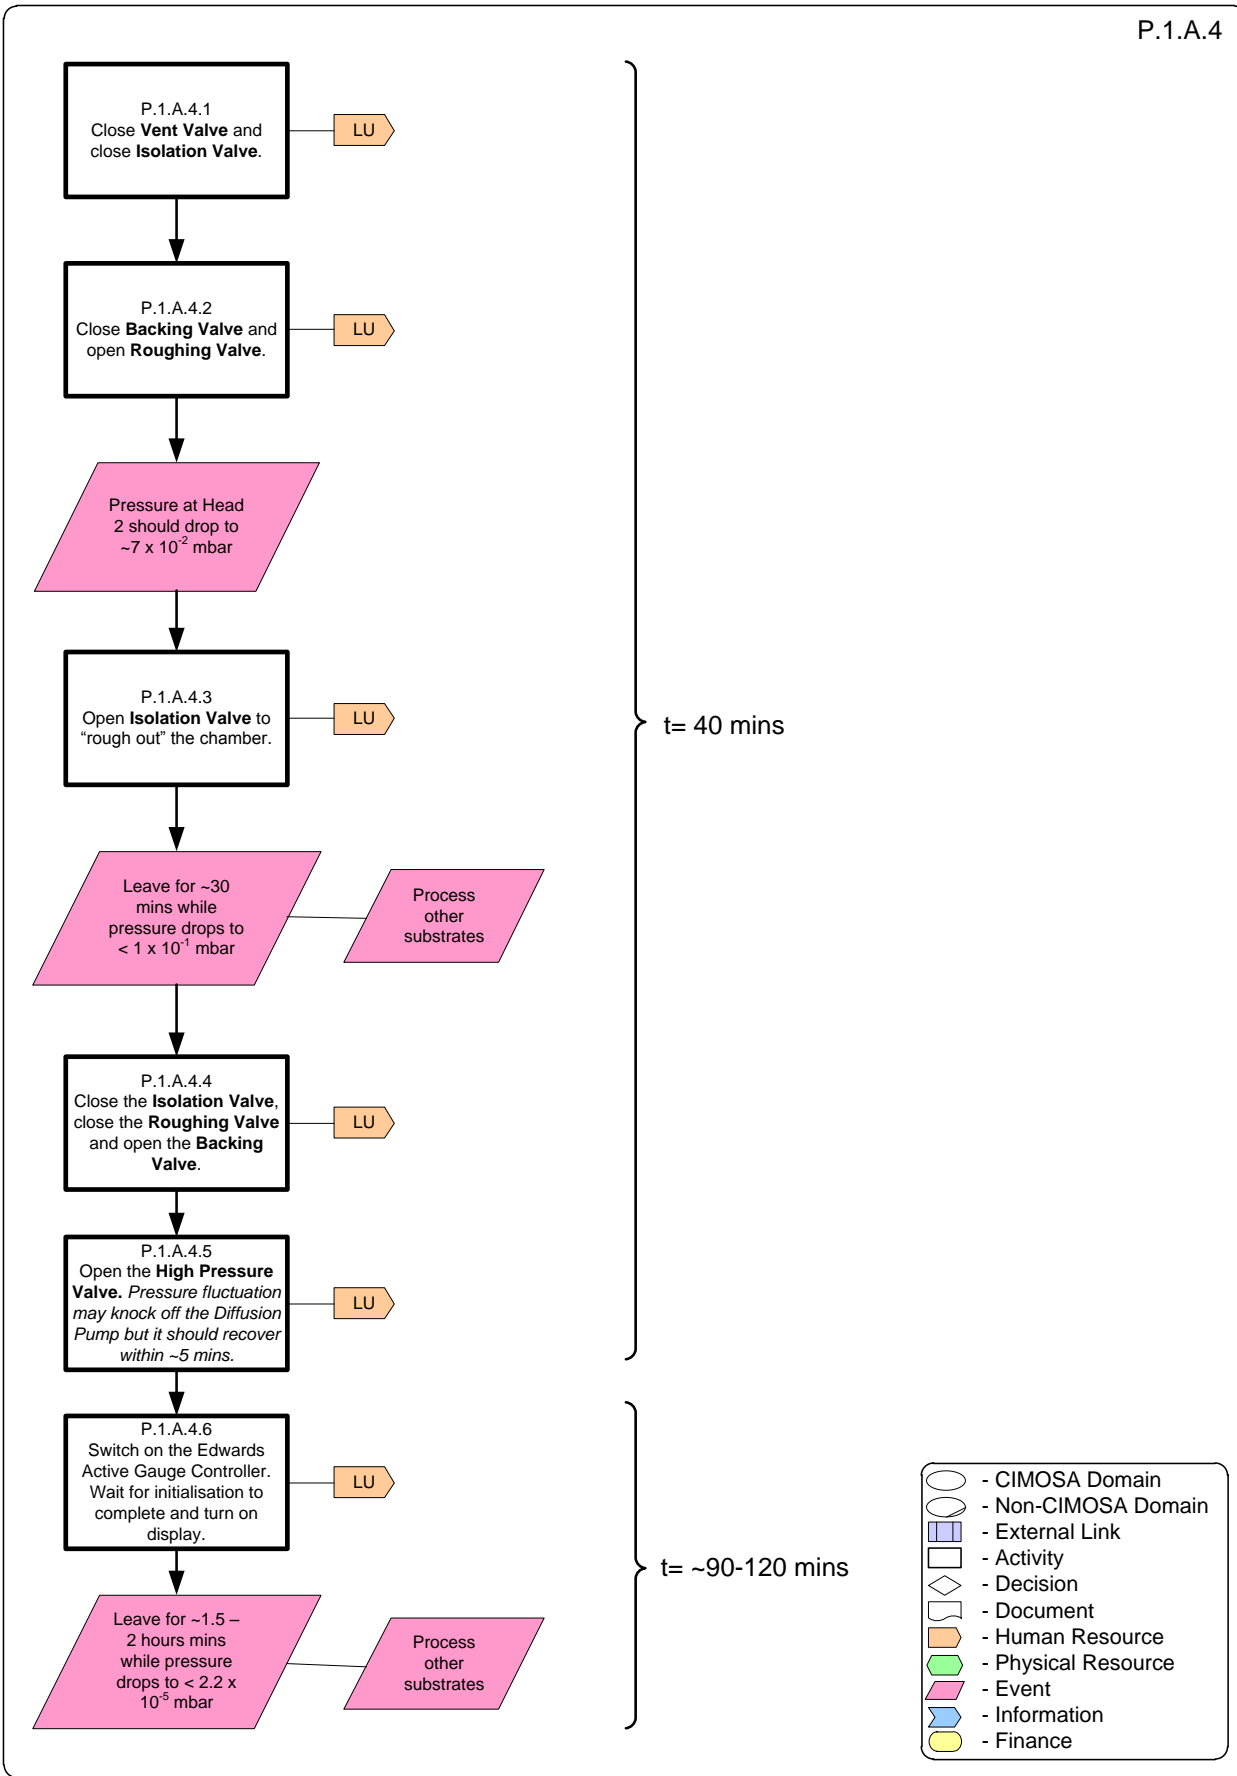 P.1.A.4
P.1.A.4.1
Close Vent Valve and
close Isolation Valve.
LU
P.1.A.4.2
Close Backing Valve and
open Roughing Valve.
LU
Pressure at Head
2 should drop to
~7 x 10⁻² mbar
P.1.A.4.3
Open Isolation Valve to
“rough out” the chamber.
LU
t= 40 mins
Leave for ~30
mins while
pressure drops to
< 1 x 10⁻¹ mbar
Process
other
substrates
P.1.A.4.4
Close the Isolation Valve,
close the Roughing Valve
and open the Backing
Valve.
LU
P.1.A.4.5
Open the High Pressure
Valve. Pressure fluctuation
may knock off the Diffusion
Pump but it should recover
within ~5 mins.
LU
P.1.A.4.6
Switch on the Edwards
Active Gauge Controller.
Wait for initialisation to
complete and turn on
display.
LU
t= ~90-120 mins
Leave for ~1.5 –
2 hours mins
while pressure
drops to < 2.2 x
10⁻⁵ mbar
Process
other
substrates
- CIMOSA Domain
- Non-CIMOSA Domain
- External Link
- Activity
- Decision
- Document
- Human Resource
- Physical Resource
- Event
- Information
- Finance